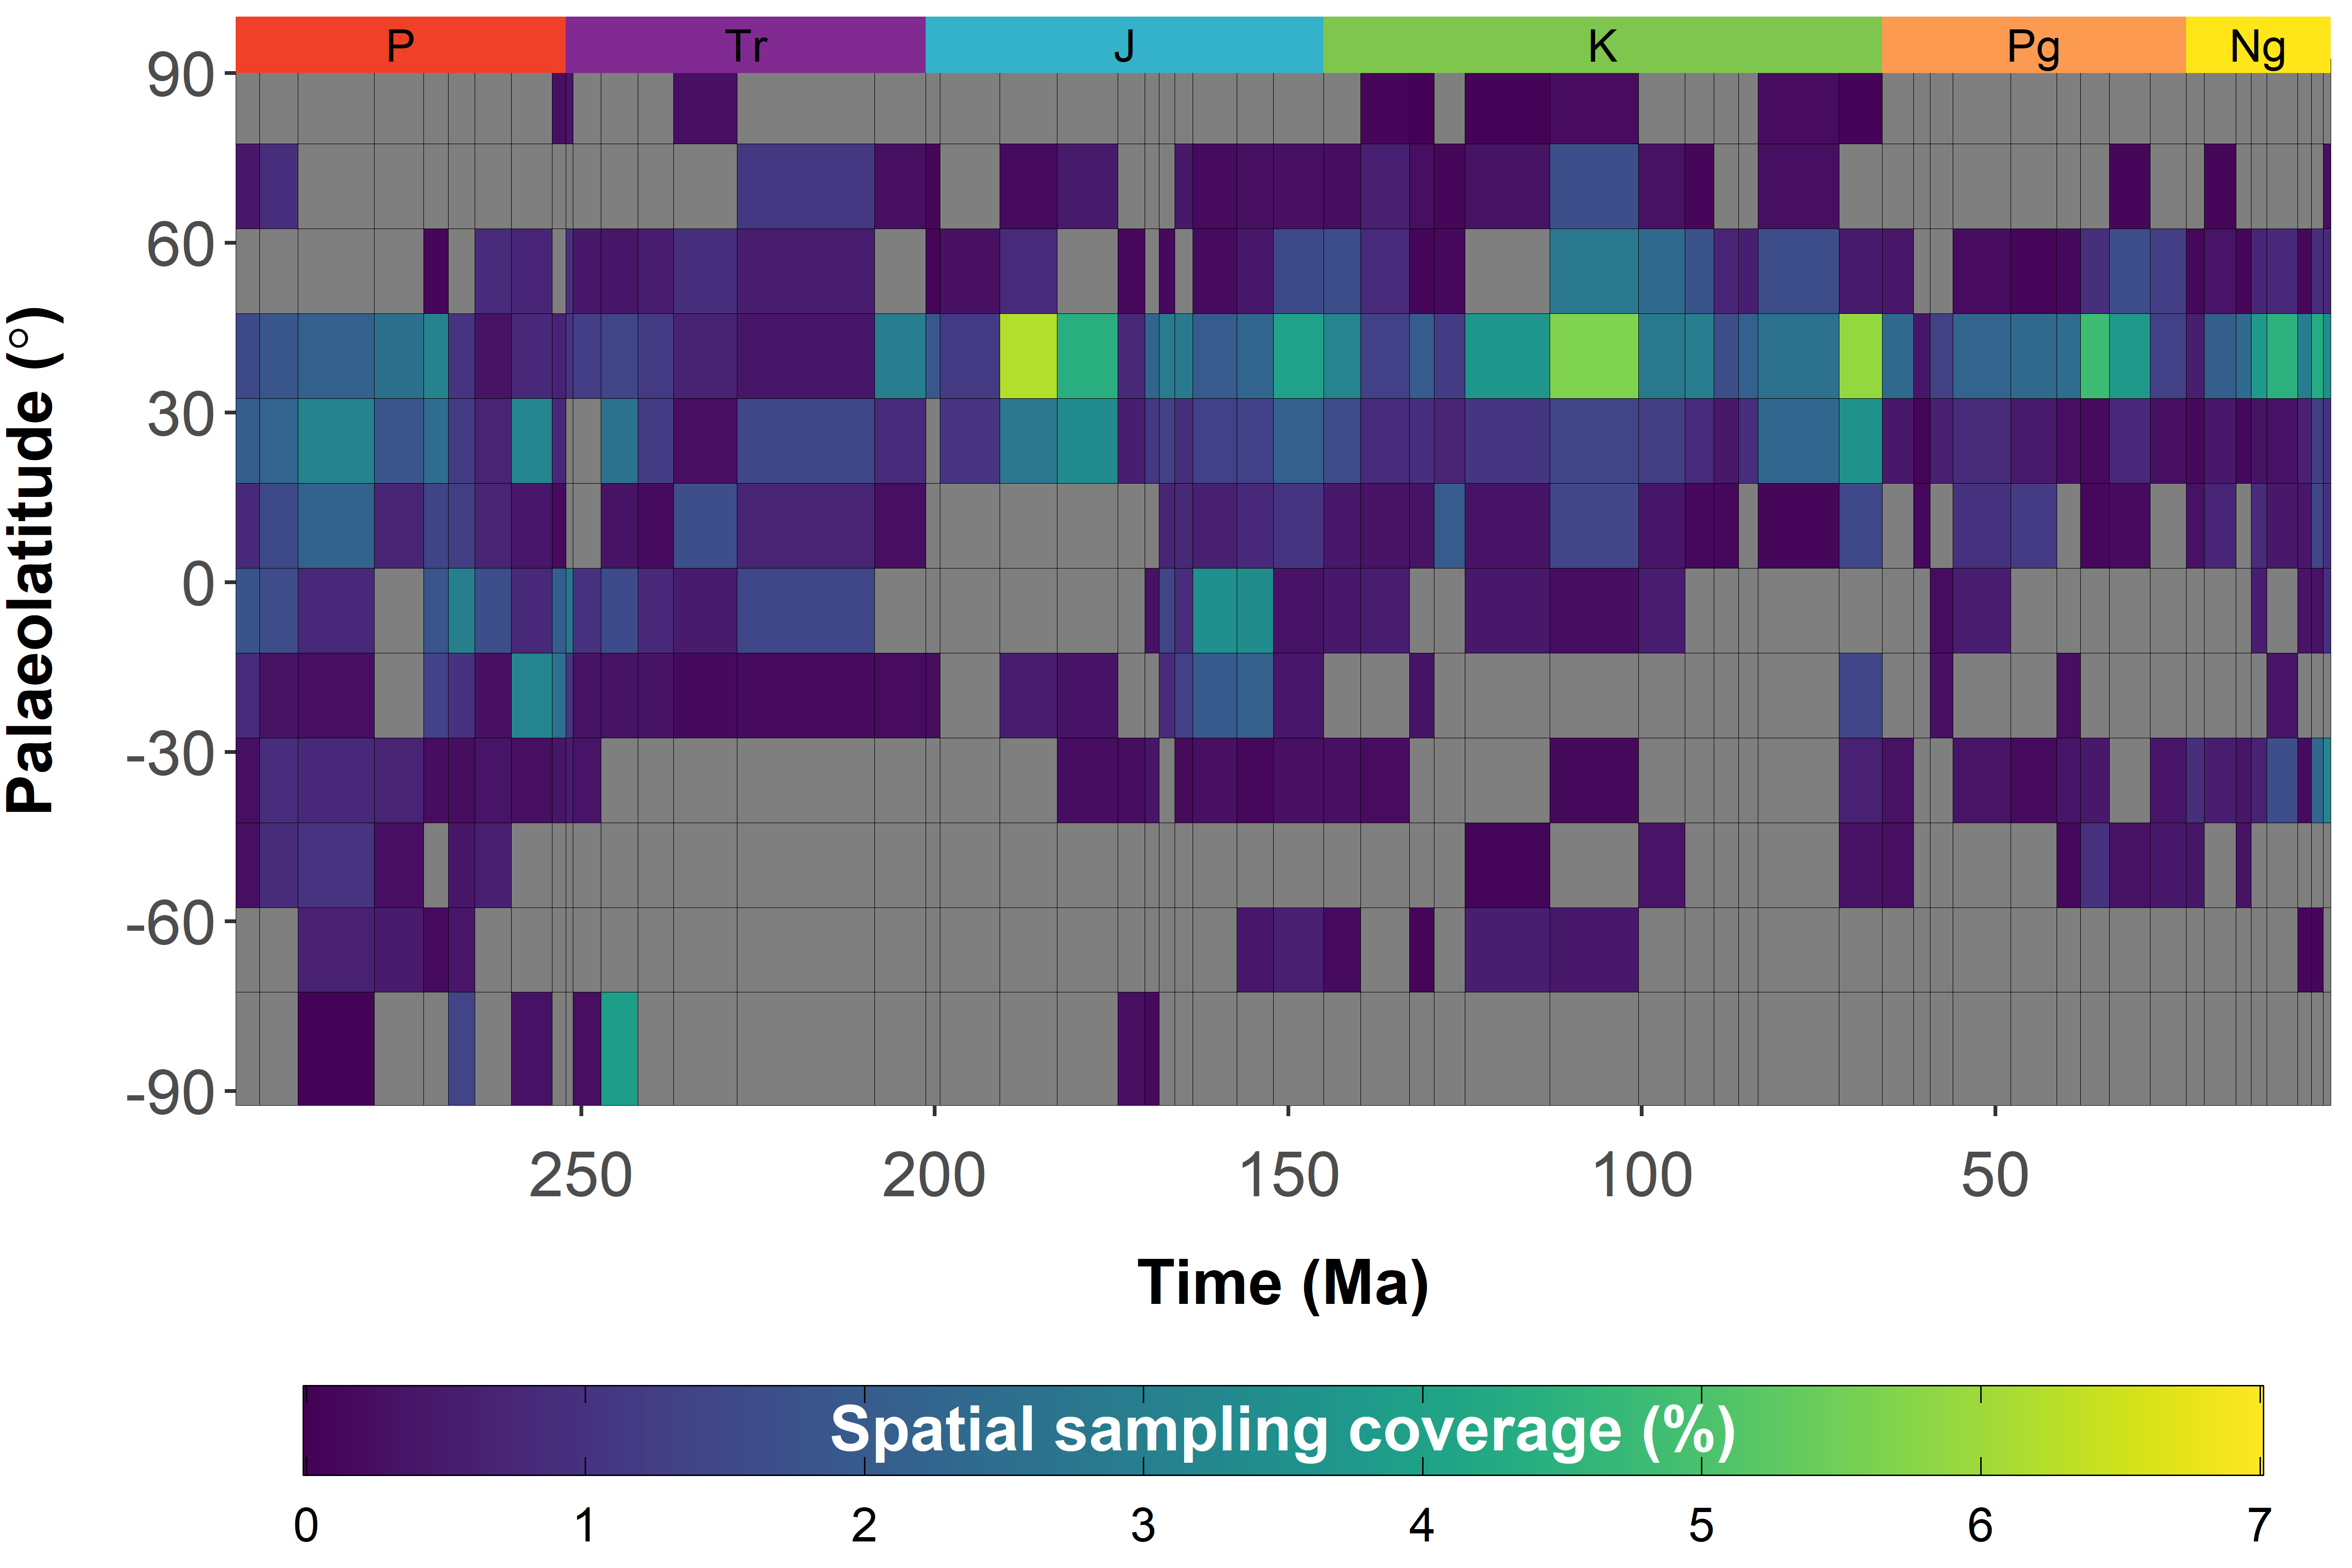 P Tr J K Pg Ng
90
60
30
0
-30
-60
-90
Palaeolatitude (°)
250 200 150 100 50
Time (Ma)
Spatial sampling coverage (%)
0 1 2 3 4 5 6 7